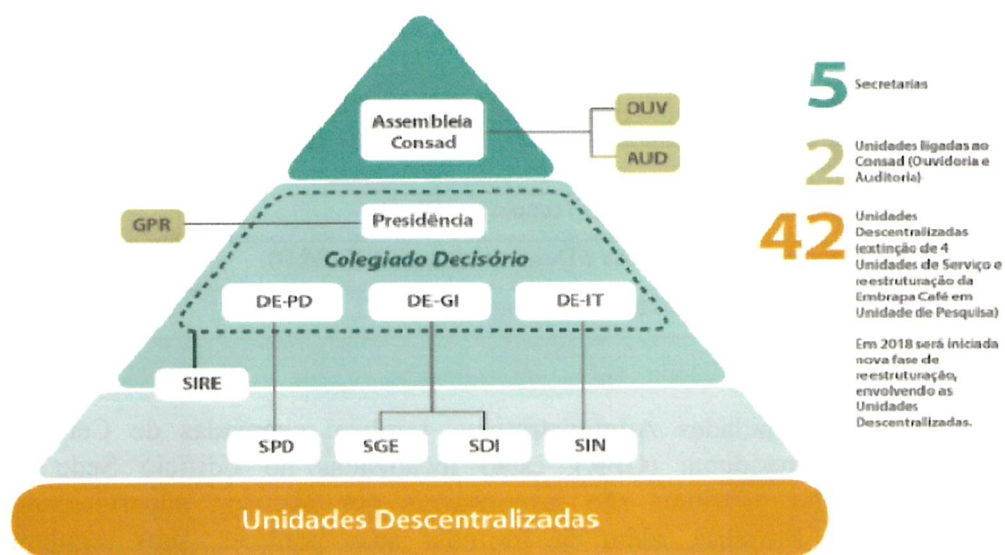 Assembleia
Consad
OUV
AUD
GPR
Presidência
Colegiado Decisório
DE-PD
DE-GI
DE-IT
SIRE
SPD
SGE
SDI
SIN
Unidades Descentralizadas
5 Secretarias
2 Unidades ligadas ao
Consad (Ouvidoria e
Auditoria)
42 Unidades
Descentralizadas
(extinção de 4
Unidades de Serviço e
reestruturação da
Embrapa Café em
Unidade de Pesquisa)
Em 2018 será iniciada
nova fase de
reestruturação,
envolvendo as
Unidades
Descentralizadas.